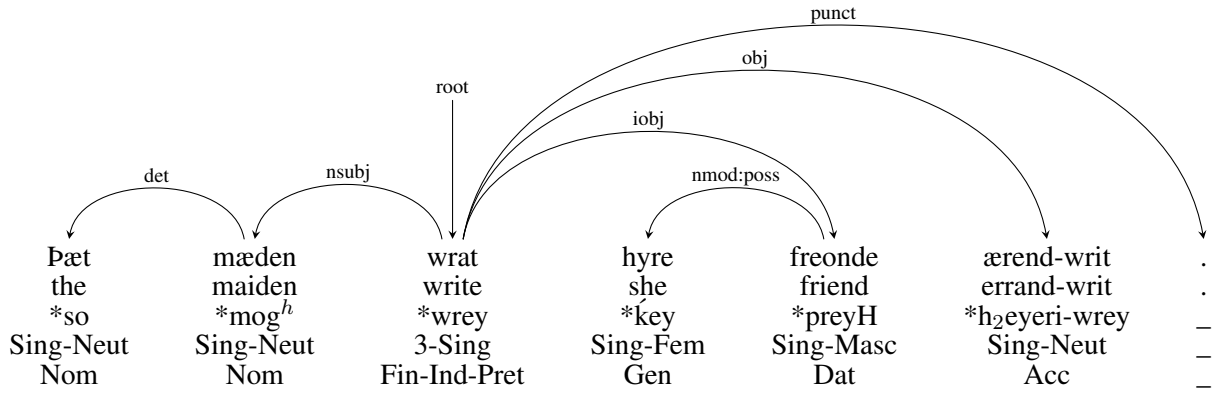 punct
obj
root
iobj
det nsubj nmod:poss
Þæt mæden wrat hyre freonde ærend-writ .
the maiden write she friend errand-writ .
*so *mogʰ *wrey *ḱey *preyH *h₂eyeri-wrey _
Sing-Neut Sing-Neut 3-Sing Sing-Fem Sing-Masc Sing-Neut _
Nom Nom Fin-Ind-Pret Gen Dat Acc _